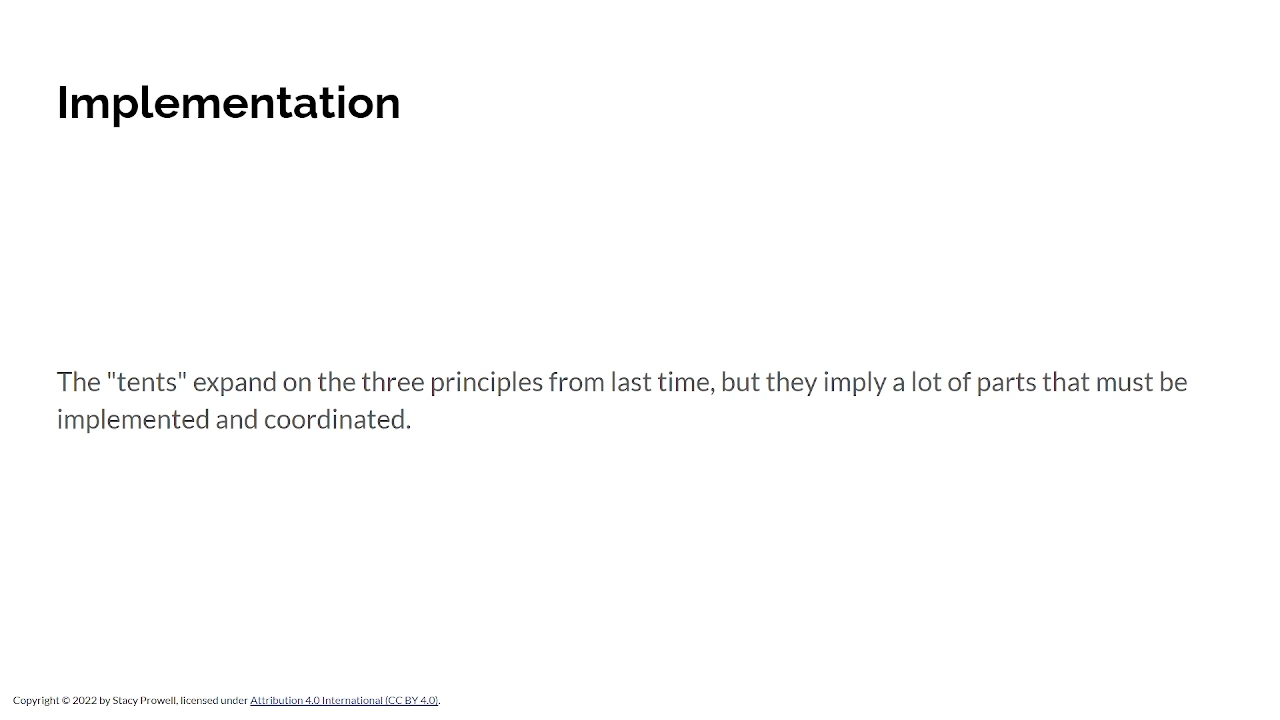 Implementation
The "tents" expand on the three principles from last time, but they imply a lot of parts that must be
implemented and coordinated.
Copyright © 2022 by Stacy Prowell, licensed under Attribution 4.0 International (CC BY 4.0).